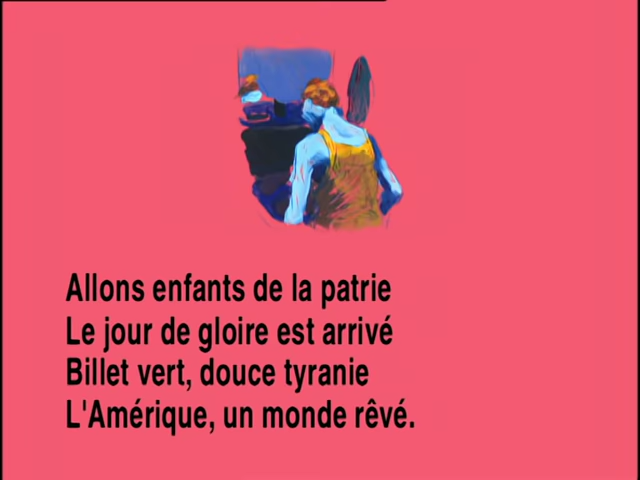 Allons enfants de la patrie
Le jour de gloire est arrivé
Billet vert, douce tyranie
L'Amérique, un monde rêvé.